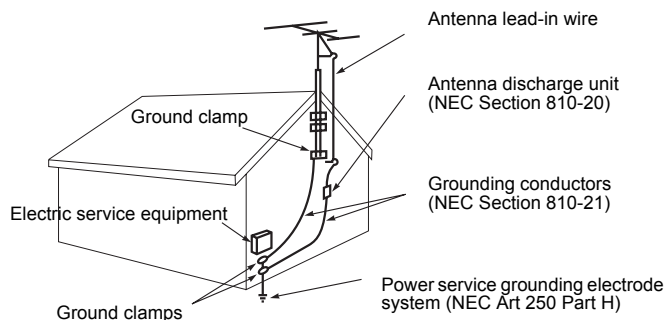 Antenna lead-in wire
Antenna discharge unit
(NEC Section 810-20)
Ground clamp
Grounding conductors
(NEC Section 810-21)
Electric service equipment
Power service grounding electrode
system (NEC Art 250 Part H)
Ground clamps